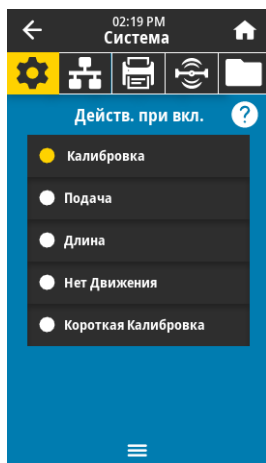 02:19 PM
Система
Действ. при вкл.
?
Калибровка
Подача
Длина
Нет Движения
Короткая Калибровка